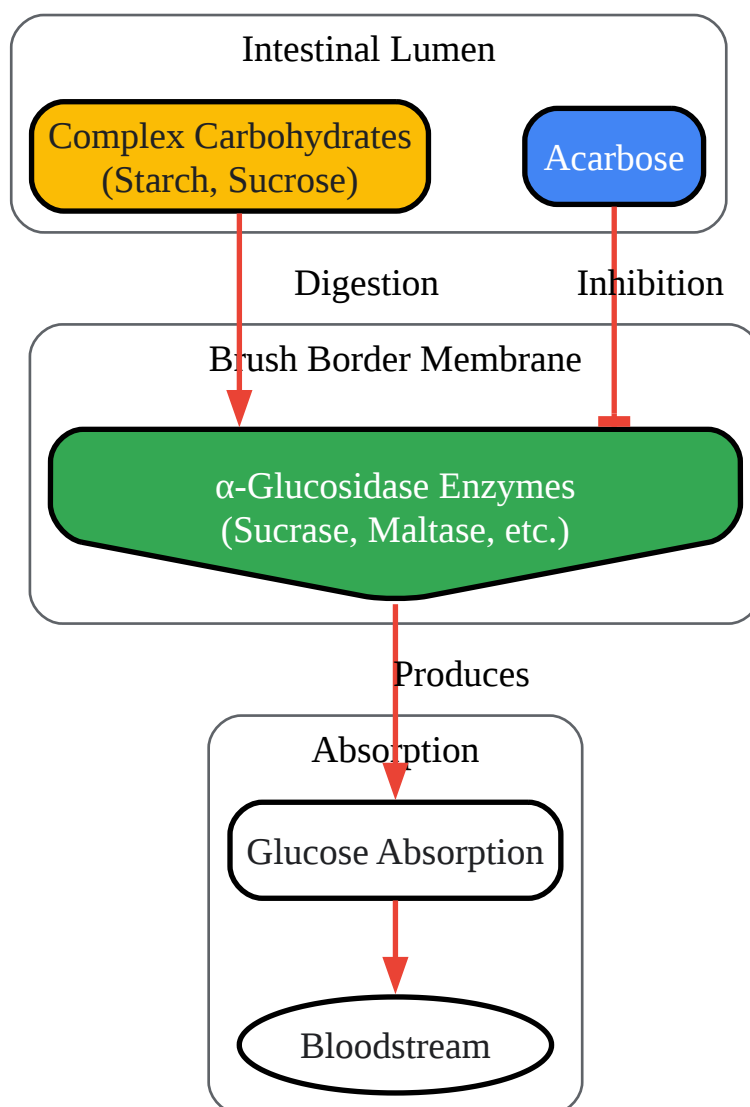 Intestinal Lumen
Complex Carbohydrates
(Starch, Sucrose)
Acarbose
Digestion
Inhibition
Brush Border Membrane
α-Glucosidase Enzymes
(Sucrase, Maltase, etc.)
Produces
Absorption
Glucose Absorption
Bloodstream